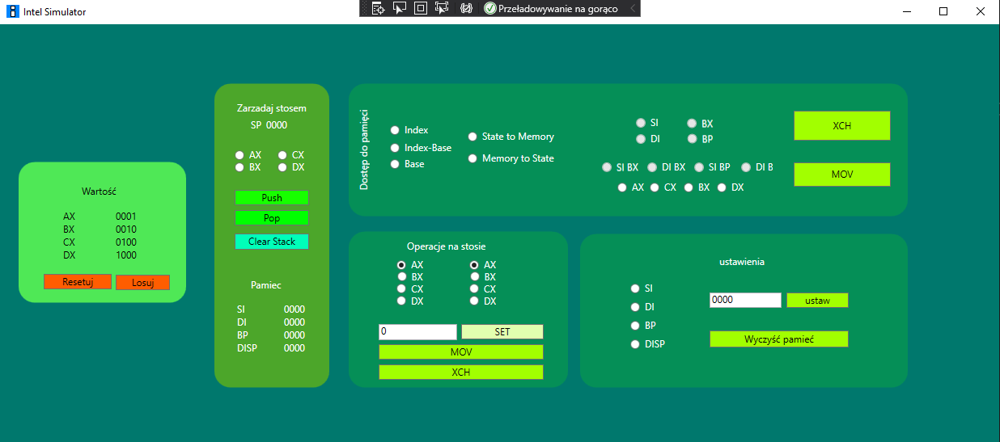 Intel Simulator
Przeładowywanie na gorąco
Wartość
AX 0001
BX 0010
CX 0100
DX 1000
Resetuj Losuj
Zarzadaj stosem
SP 0000
AX CX
BX DX
Push
Pop
Clear Stack
Pamiec
SI 0000
DI 0000
BP 0000
DISP 0000
Dostęp do pamięci
Index
Index-Base
Base
State to Memory
Memory to State
SI BX
DI BP
SI BX DI BX SI BP DI B
AX CX BX DX
XCH
MOV
Operacje na stosie
AX AX
BX BX
CX CX
DX DX
0 SET
MOV
XCH
ustawienia
SI
DI
BP
DISP
0000 ustaw
Wyczyść pamieć